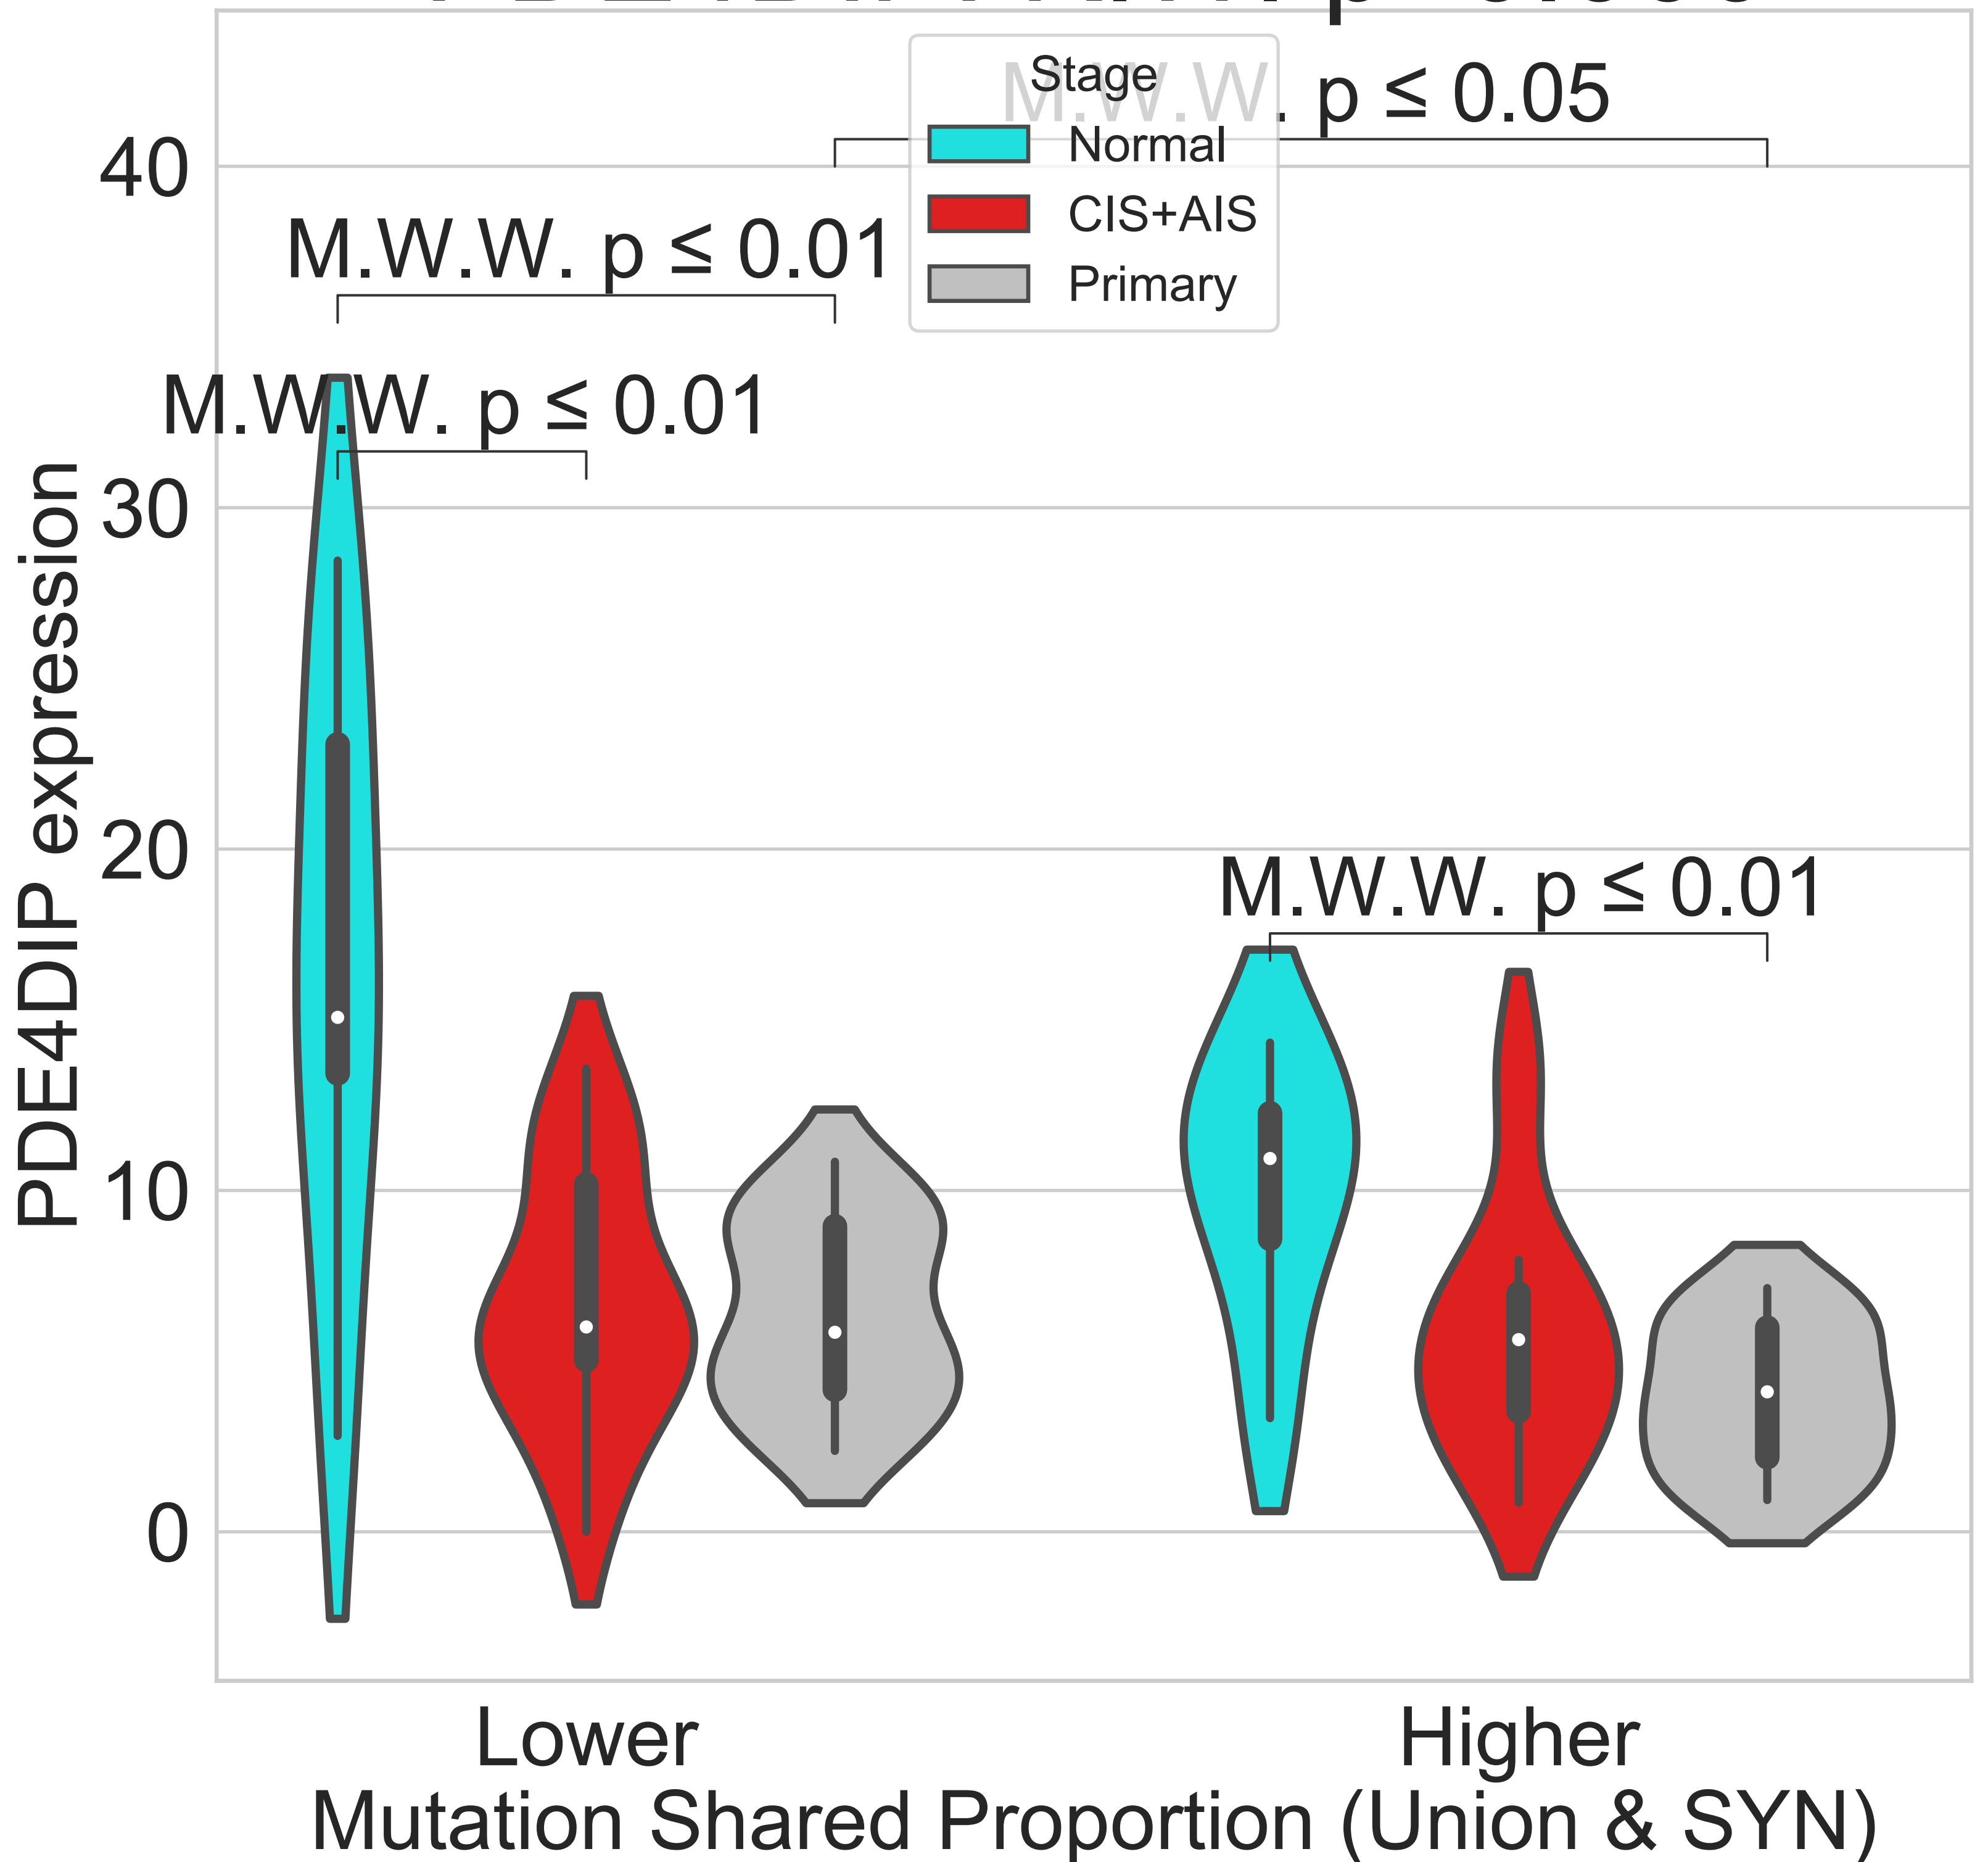 Stage
Normal
CIS+AIS
Primary
M.W.W. p ≤ 0.05
M.W.W. p ≤ 0.01
M.W.W. p ≤ 0.01
M.W.W. p ≤ 0.01
PDE4DIP expression
40
30
20
10
0
Lower
Higher
Mutation Shared Proportion (Union & SYN)